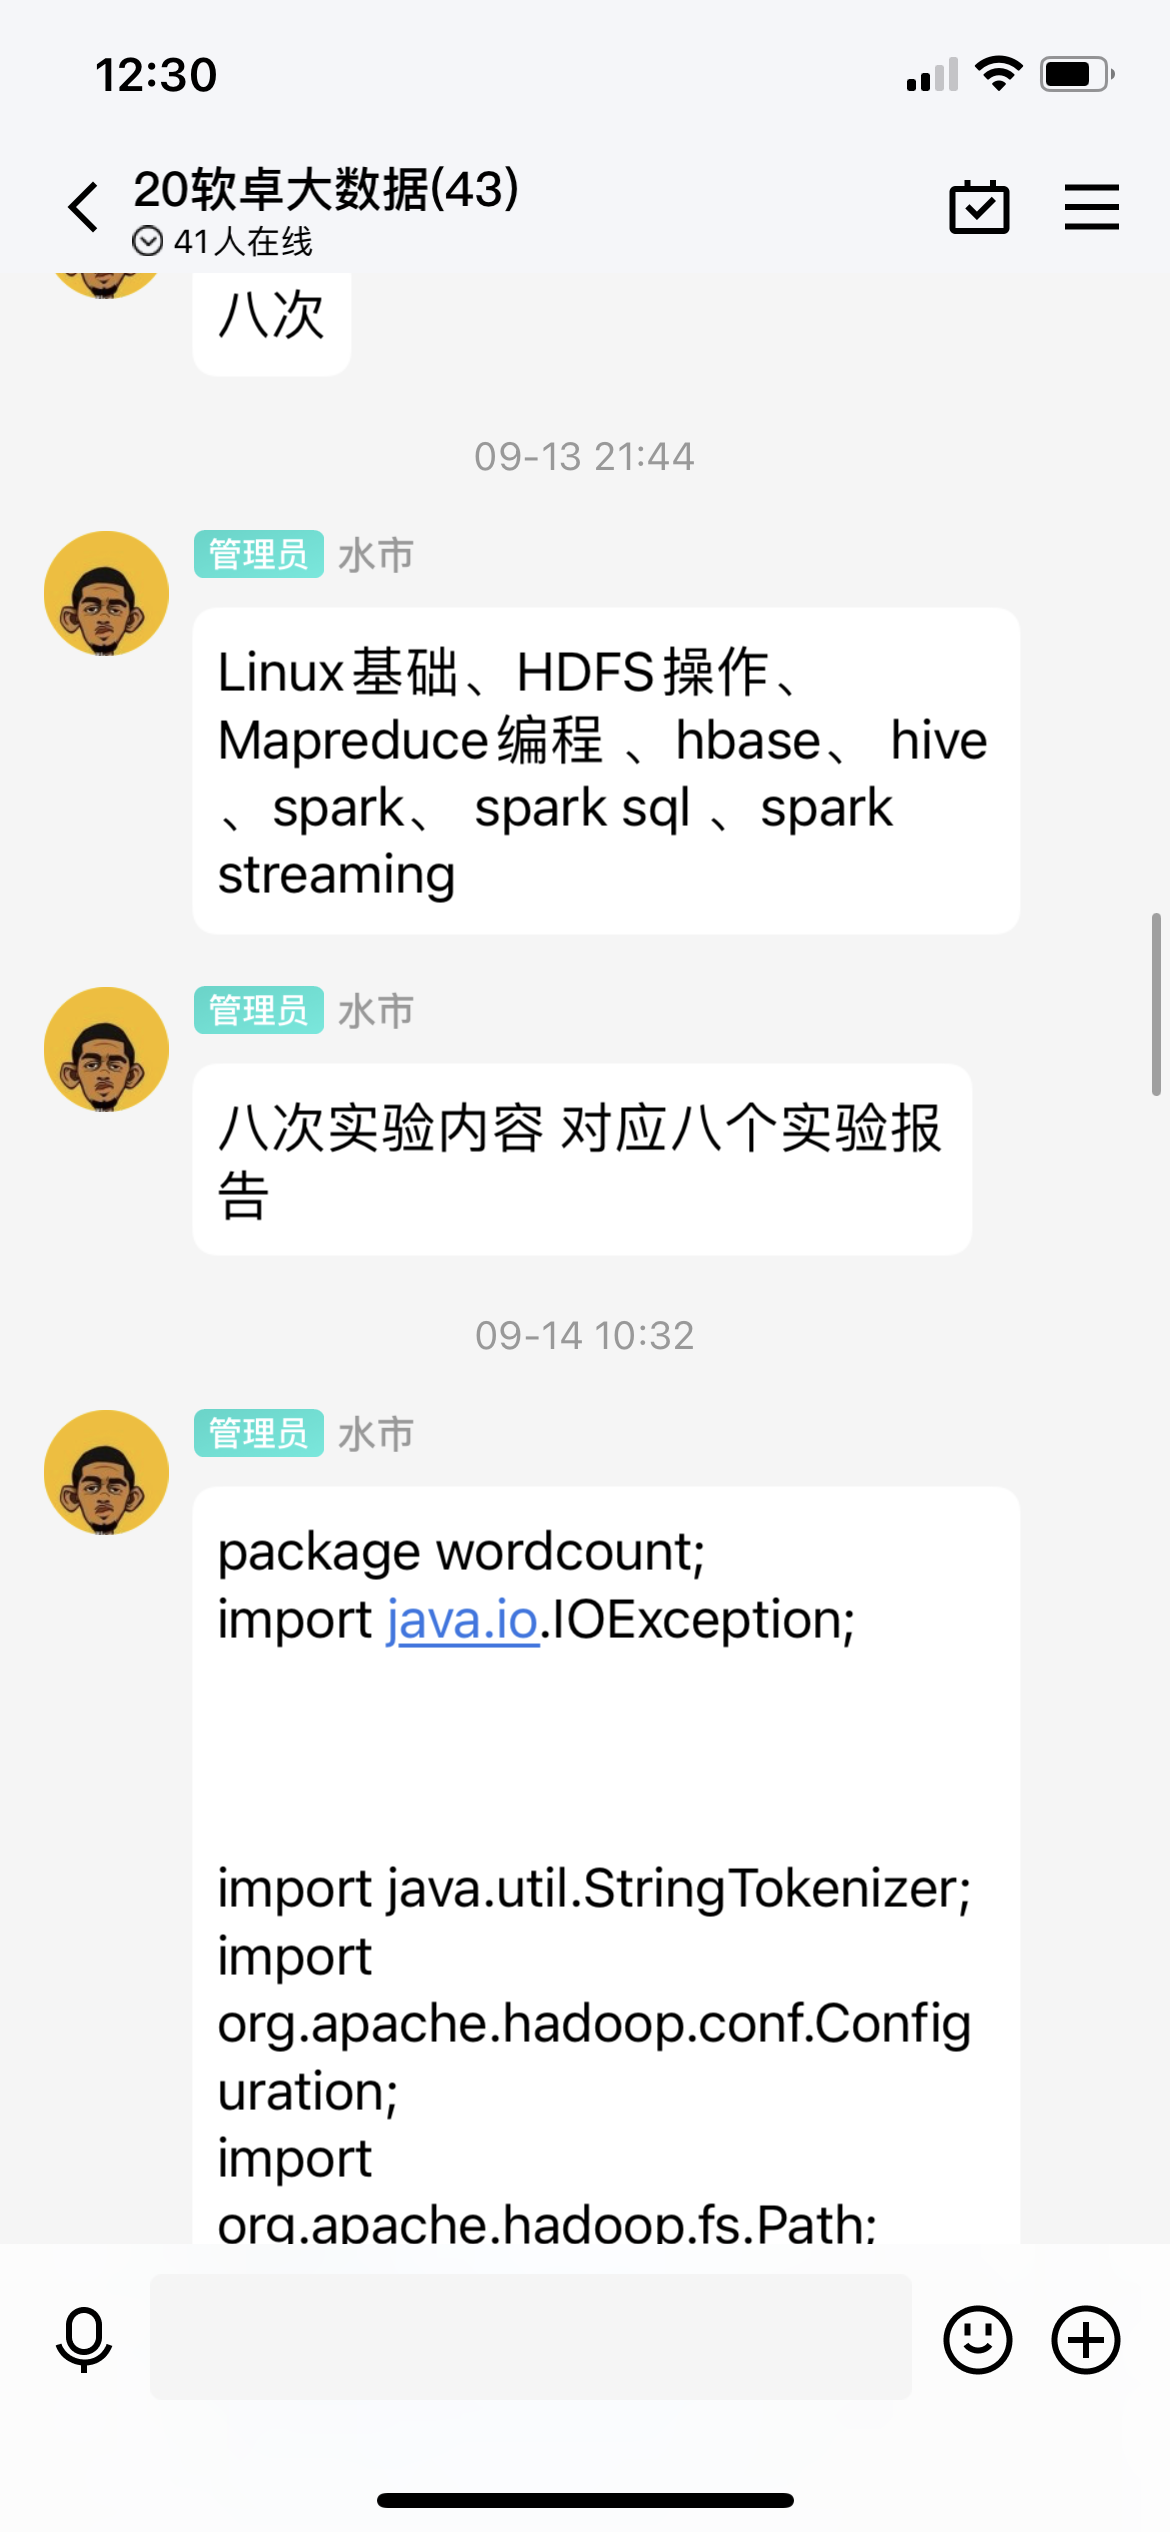 12:30
20软卓大数据(43)
41人在线
八次
09-13 21:44
管理员 水市
Linux基础、HDFS操作、
Mapreduce编程 、hbase、 hive
、spark、 spark sql 、spark
streaming
管理员 水市
八次实验内容 对应八个实验报
告
09-14 10:32
管理员 水市
package wordcount;
import java.io.IOException;
import java.util.StringTokenizer;
import
org.apache.hadoop.conf.Config
uration;
import
org.apache.hadoop.fs.Path;